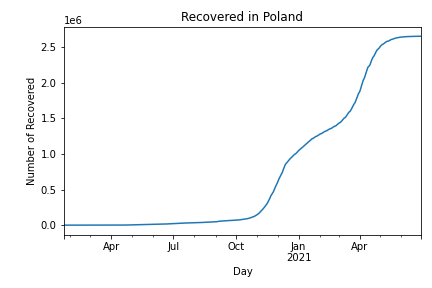 Recovered in Poland
1e6
2.5
2.0
1.5
1.0
0.5
0.0
Number of Recovered
Apr
Jul
Oct
Jan
2021
Apr
Day